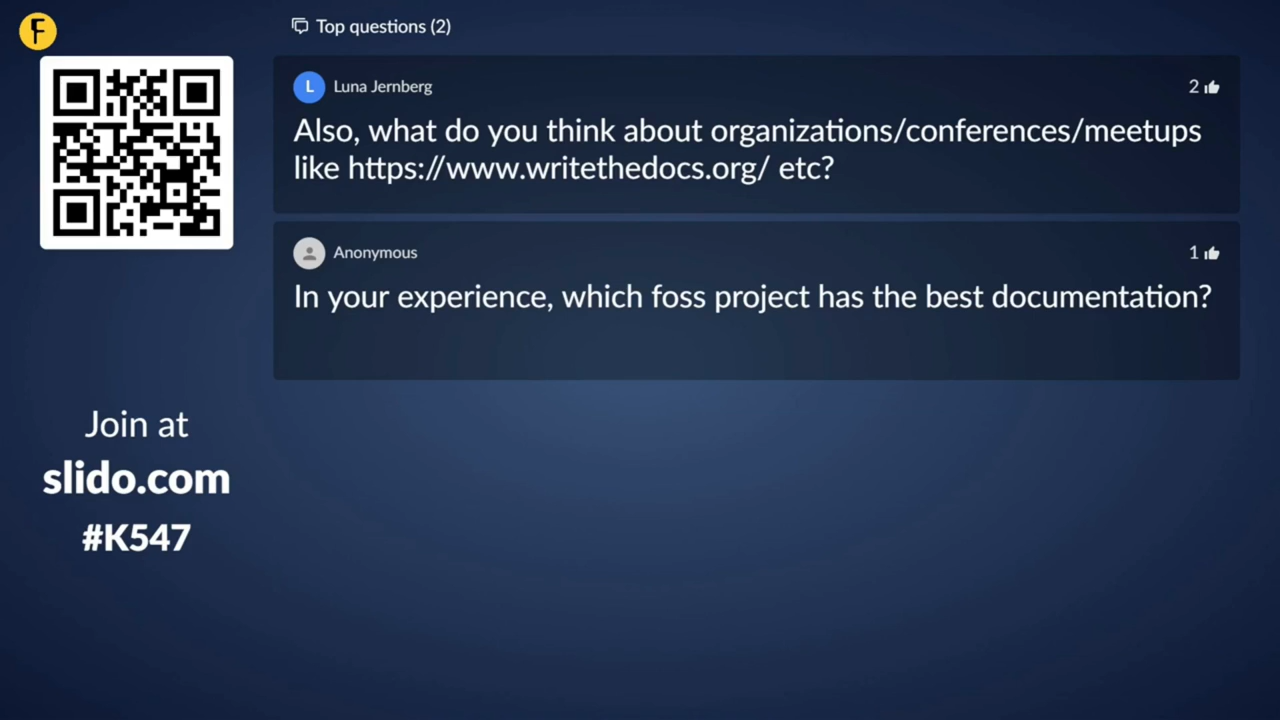 F
Top questions (2)
L
Luna Jernberg
2
Also, what do you think about organizations/conferences/meetups
like https://www.writethedocs.org/ etc?
Anonymous
1
In your experience, which foss project has the best documentation?
Join at
slido.com
#K547